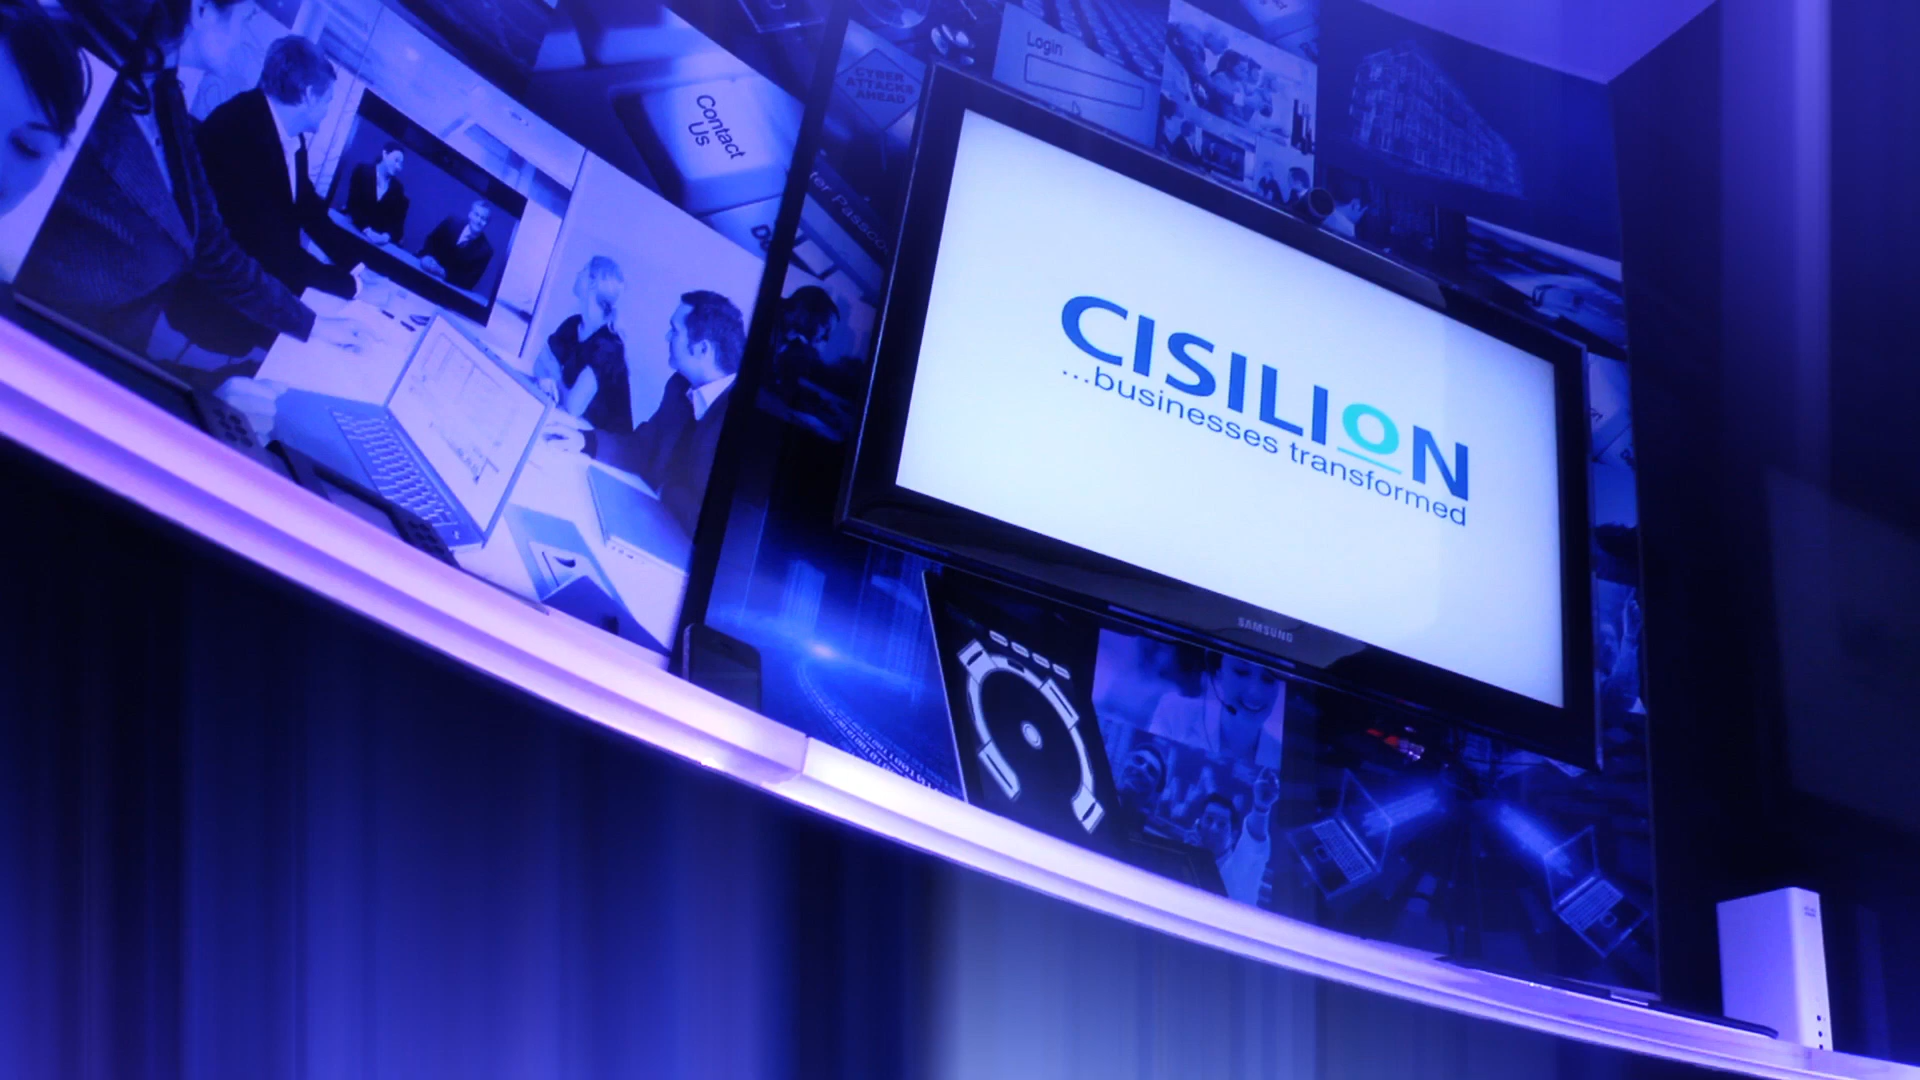 Login
CYBER
ATTACKS
AHEAD
Contact
Us
CISILION
...businesses transformed
SAMSUNG